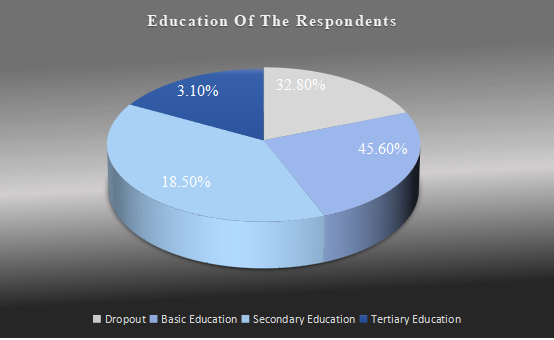 Education Of The Respondents
32.80%
3.10%
45.60%
18.50%
Dropout Basic Education Secondary Education Tertiary Education